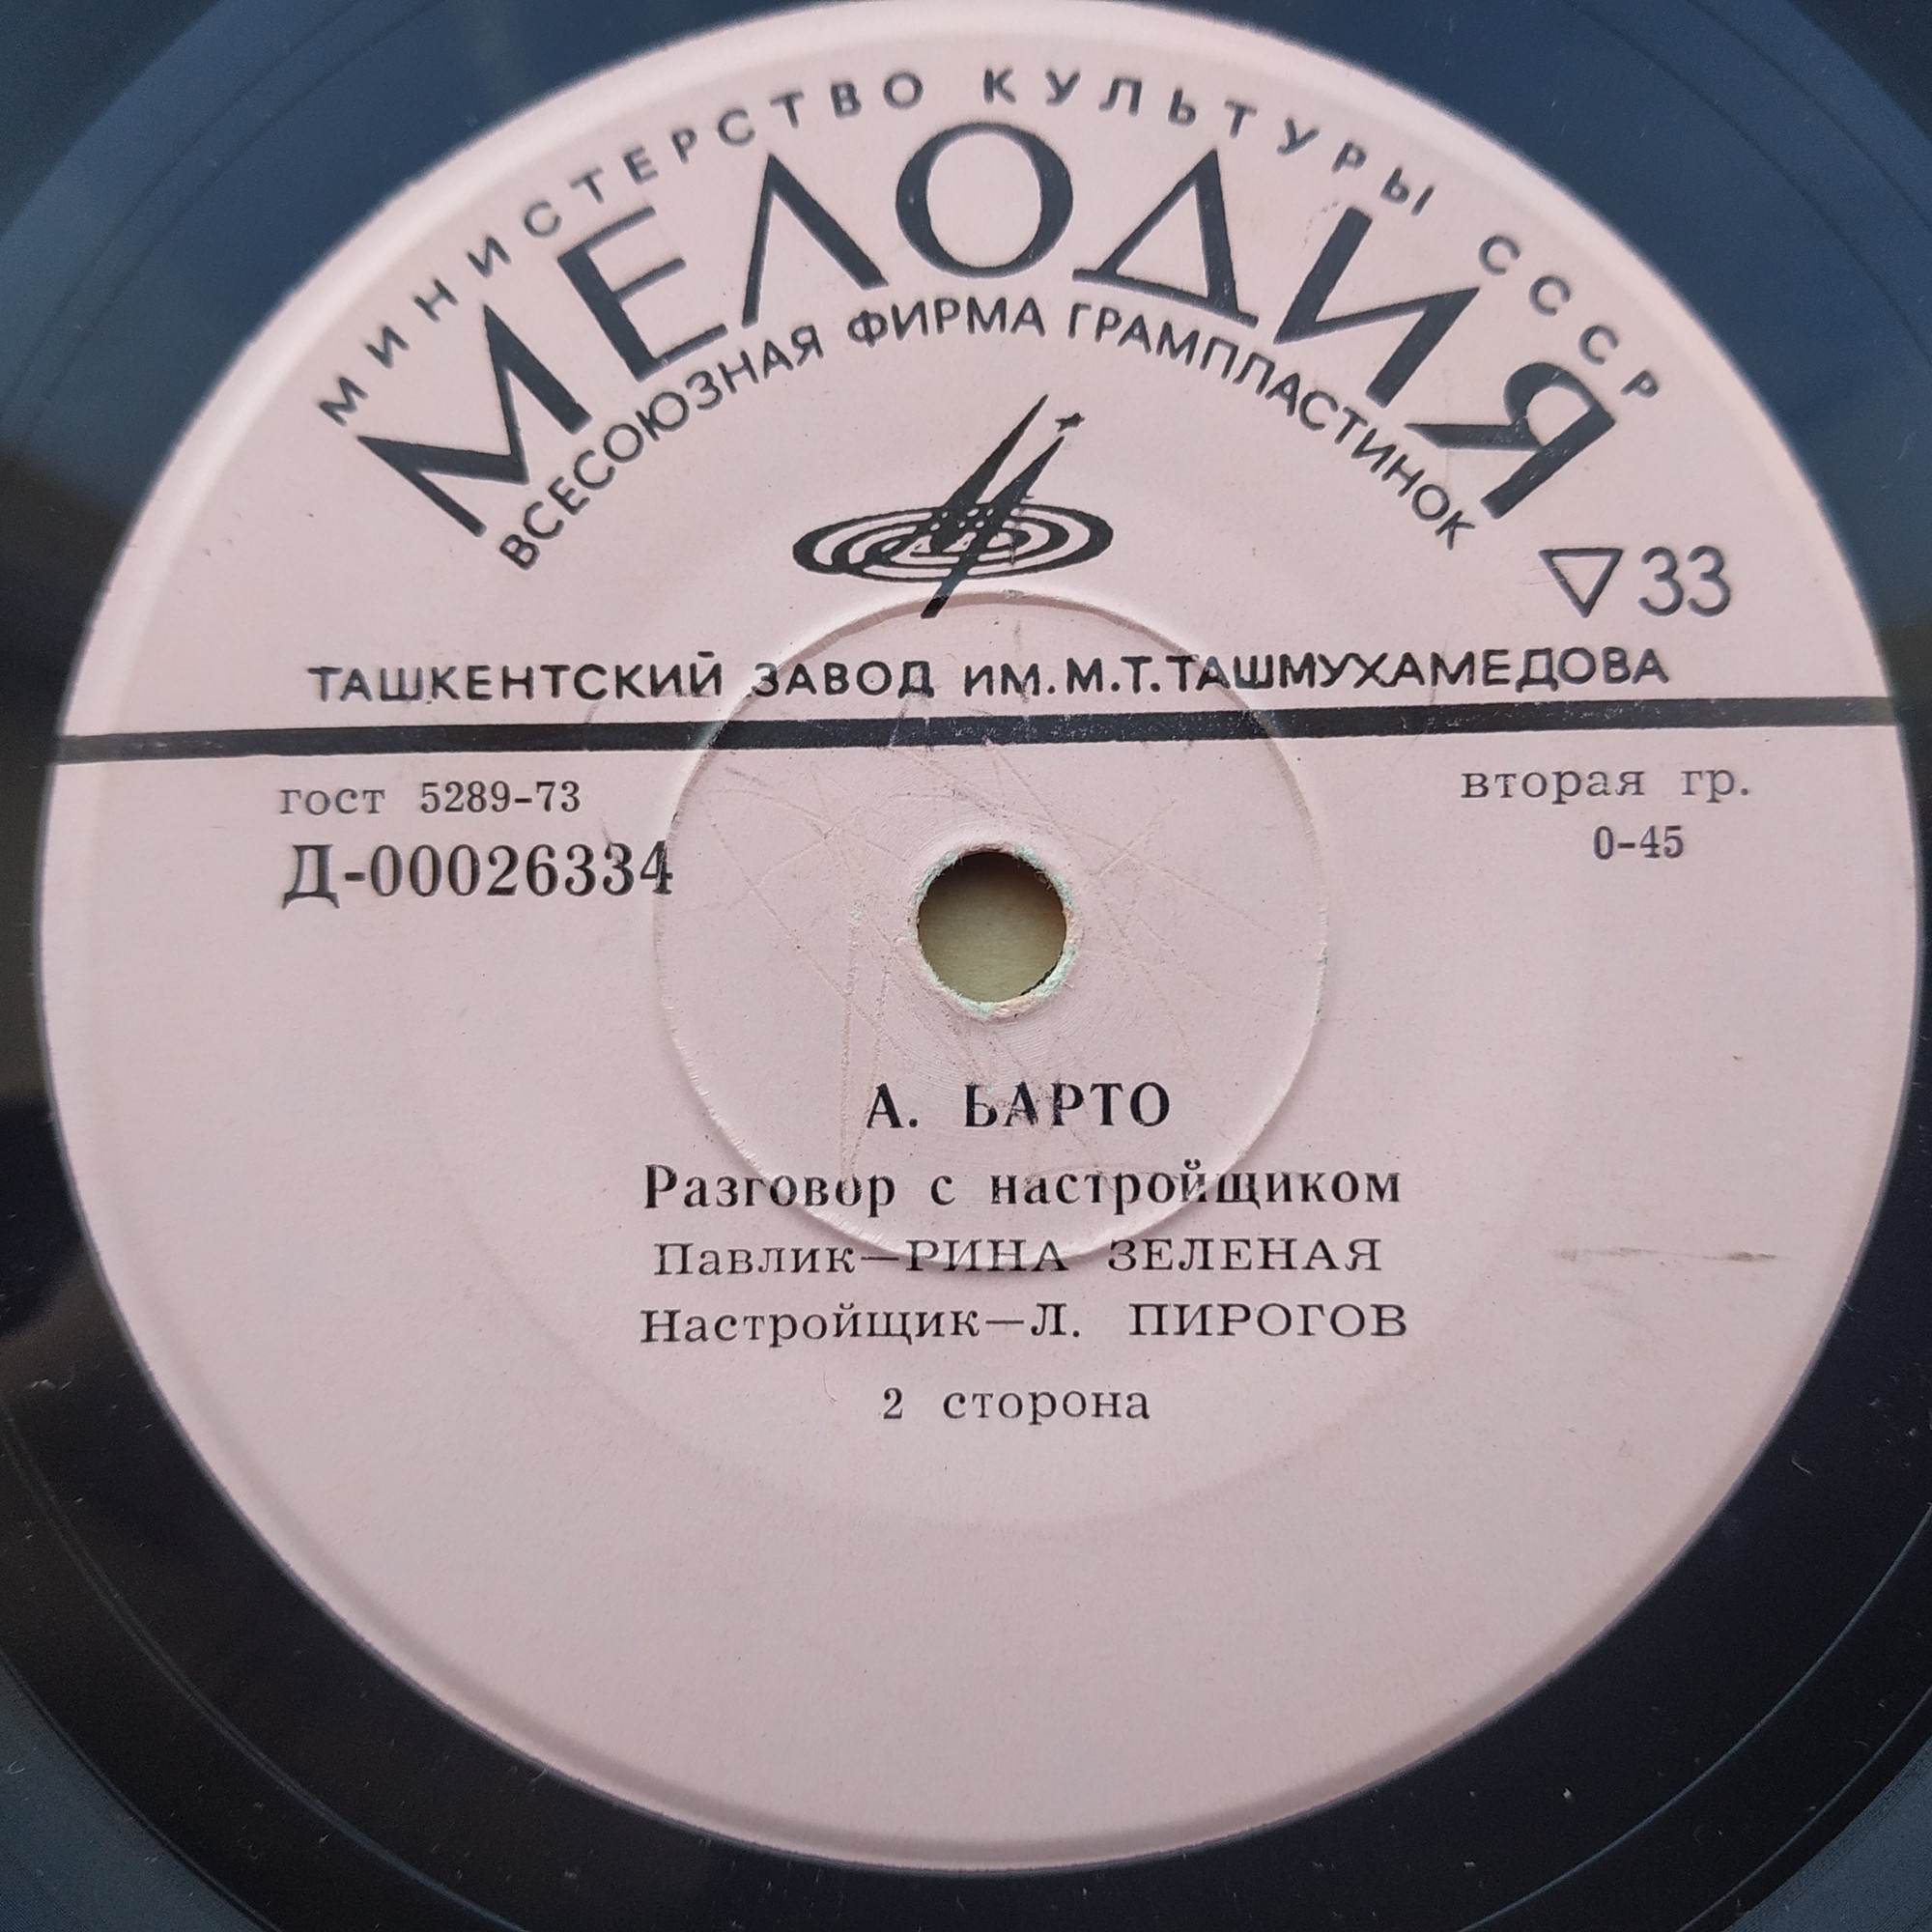 МИНИСТЕРСТВО КУЛЬТУРЫ СССР
МЕЛОДИЯ
ВСЕСОЮЗНАЯ ФИРМА ГРАМПЛАСТИНОК
33
ТАШКЕНТСКИЙ ЗАВОД ИМ. М.Т. ТАШМУХАМЕДОВА
гост 5289-73
вторая гр.
Д-00026334
0-45
А. БАРТО
Разговор с настройщиком
Павлик—РИНА ЗЕЛЕНАЯ
Настройщик—Л. ПИРОГОВ
2 сторона